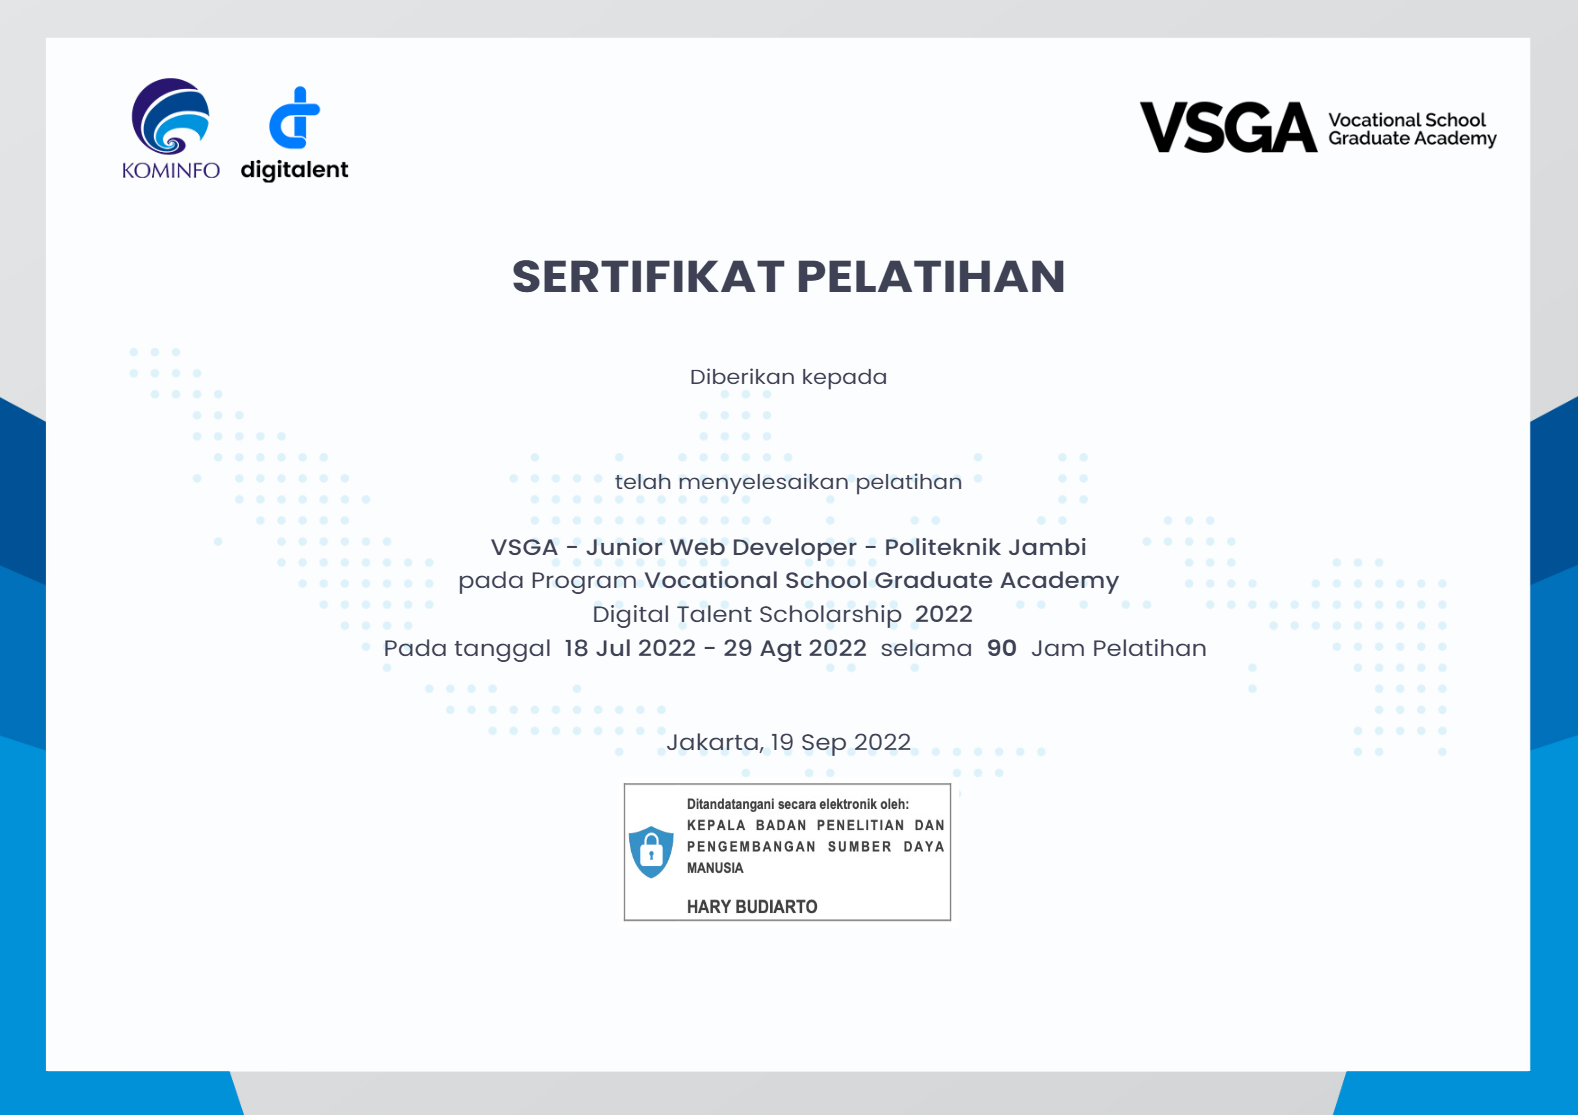 KOMINFO
digitalent
VSGA
Vocational School
Graduate Academy
SERTIFIKAT PELATIHAN
Diberikan kepada
telah menyelesaikan pelatihan
VSGA - Junior Web Developer - Politeknik Jambi
pada Program Vocational School Graduate Academy
Digital Talent Scholarship 2022
Pada tanggal 18 Jul 2022 - 29 Agt 2022 selama 90 Jam Pelatihan
Jakarta, 19 Sep 2022
Ditandatangani secara elektronik oleh:
KEPALA BADAN PENELITIAN DAN
PENGEMBANGAN SUMBER DAYA
MANUSIA
HARY BUDIARTO